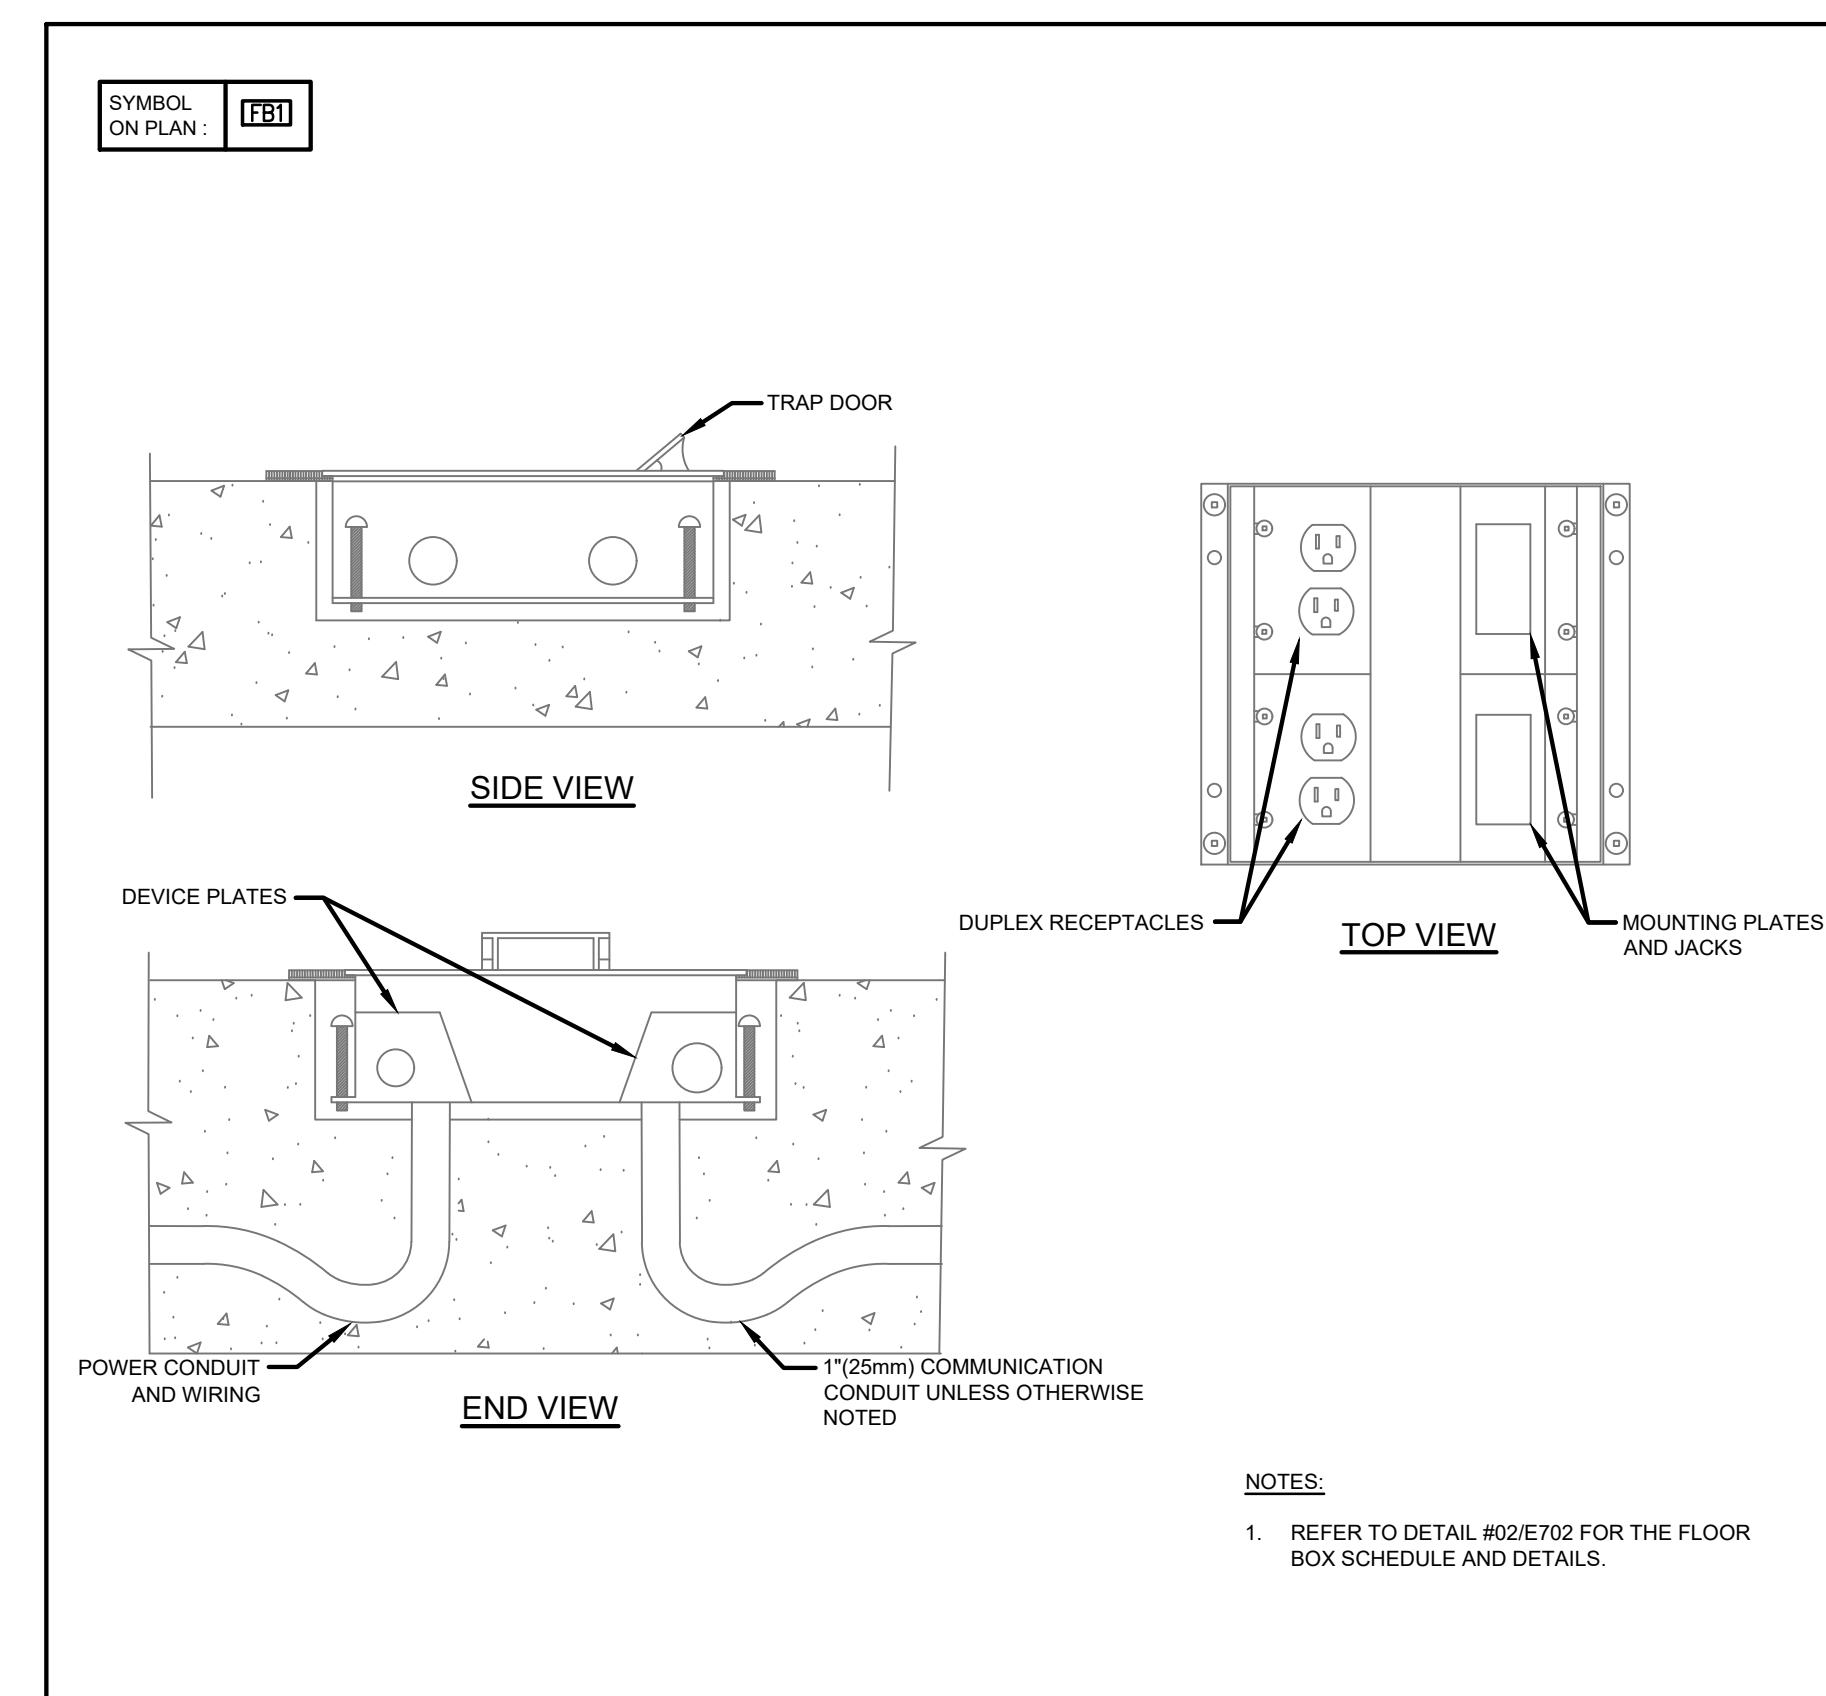 SYMBOL
ON PLAN :
FB1
TRAP DOOR
SIDE VIEW
DEVICE PLATES
DUPLEX RECEPTACLES
TOP VIEW
MOUNTING PLATES
AND JACKS
POWER CONDUIT
AND WIRING
END VIEW
1"(25mm) COMMUNICATION
CONDUIT UNLESS OTHERWISE
NOTED
NOTES:
1. REFER TO DETAIL #02/E702 FOR THE FLOOR
BOX SCHEDULE AND DETAILS.